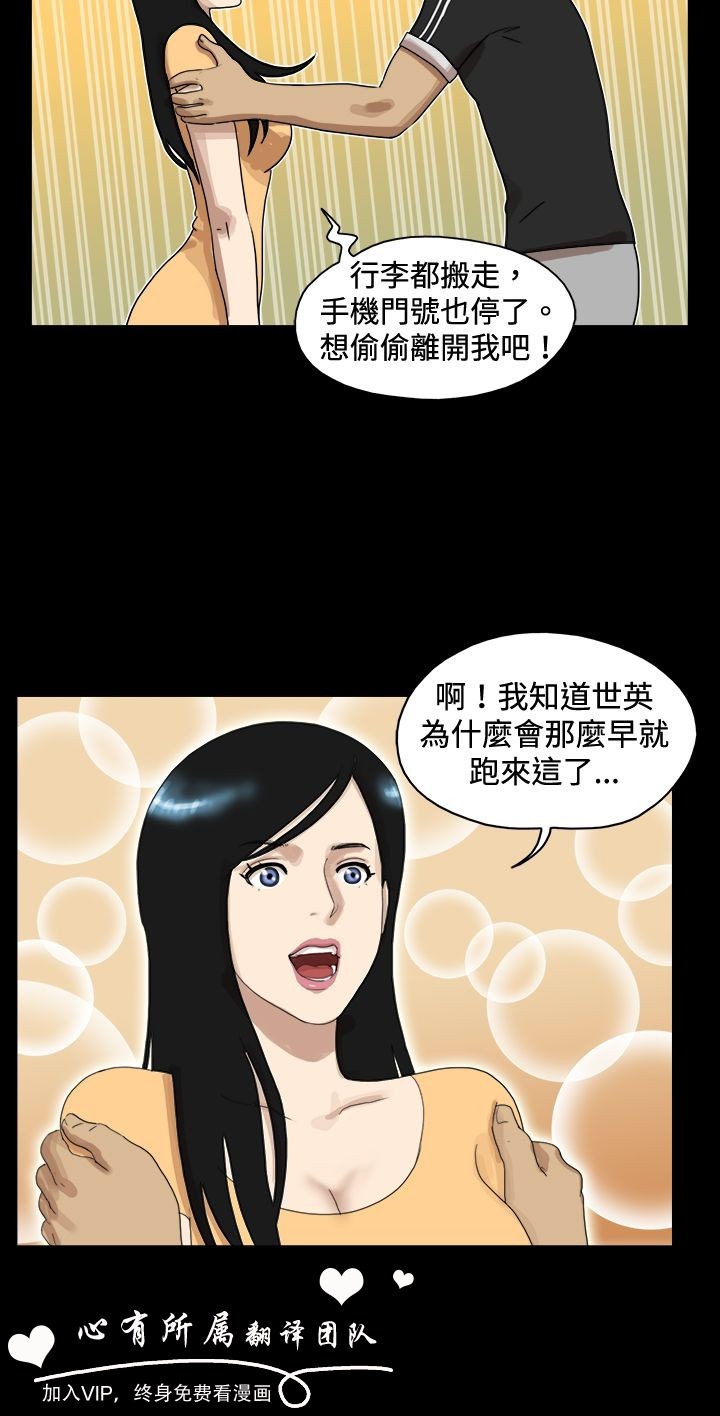 行李都搬走，
手機門號也停了。
想偷偷離開我吧！
啊！我知道世英
為什麼會那麼早就
跑來這了...
心有所属翻译团队
加入VIP，终身免费看漫画